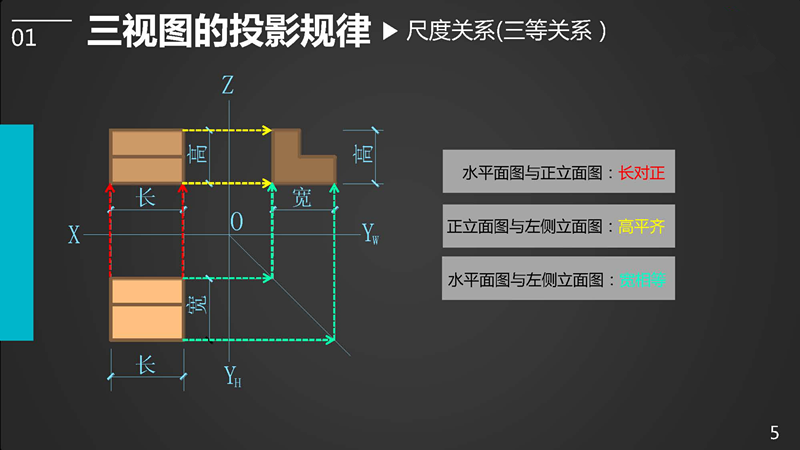 01
三视图的投影规律
尺度关系(三等关系）
Z
高
高
长
宽
X
O
YW
宽
长
YH
水平面图与正立面图：长对正
正立面图与左侧立面图：高平齐
水平面图与左侧立面图：宽相等
5